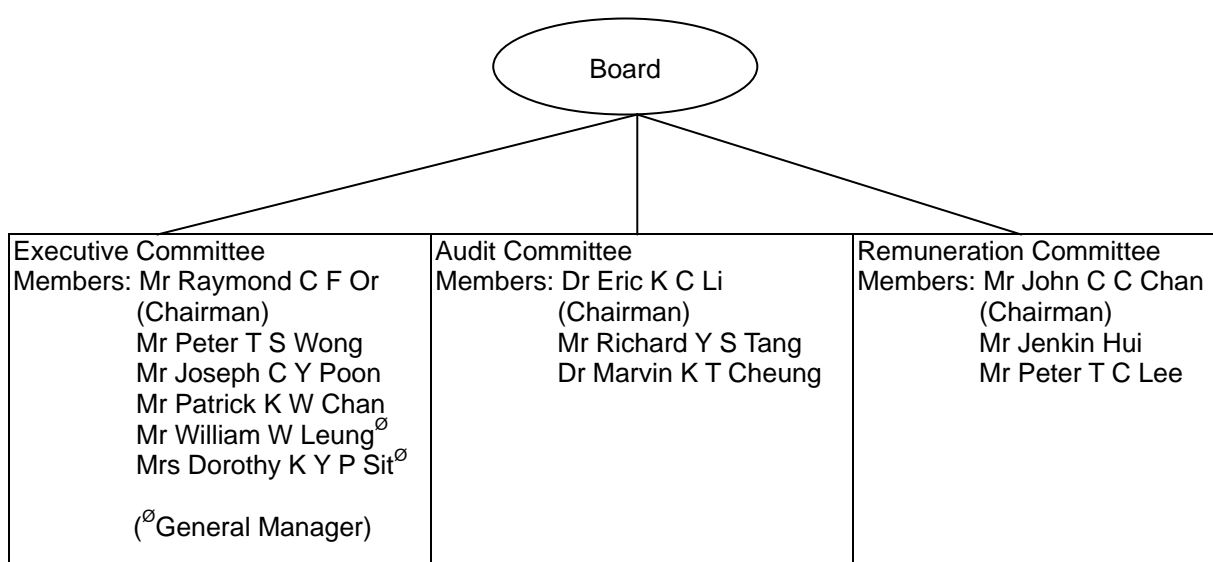 Board
Executive Committee
Members: Mr Raymond C F Or
(Chairman)
Mr Peter T S Wong
Mr Joseph C Y Poon
Mr Patrick K W Chan
Mr William W Leung^Ø
Mrs Dorothy K Y P Sit^Ø
(^ØGeneral Manager)
Audit Committee
Members: Dr Eric K C Li
(Chairman)
Mr Richard Y S Tang
Dr Marvin K T Cheung
Remuneration Committee
Members: Mr John C C Chan
(Chairman)
Mr Jenkin Hui
Mr Peter T C Lee